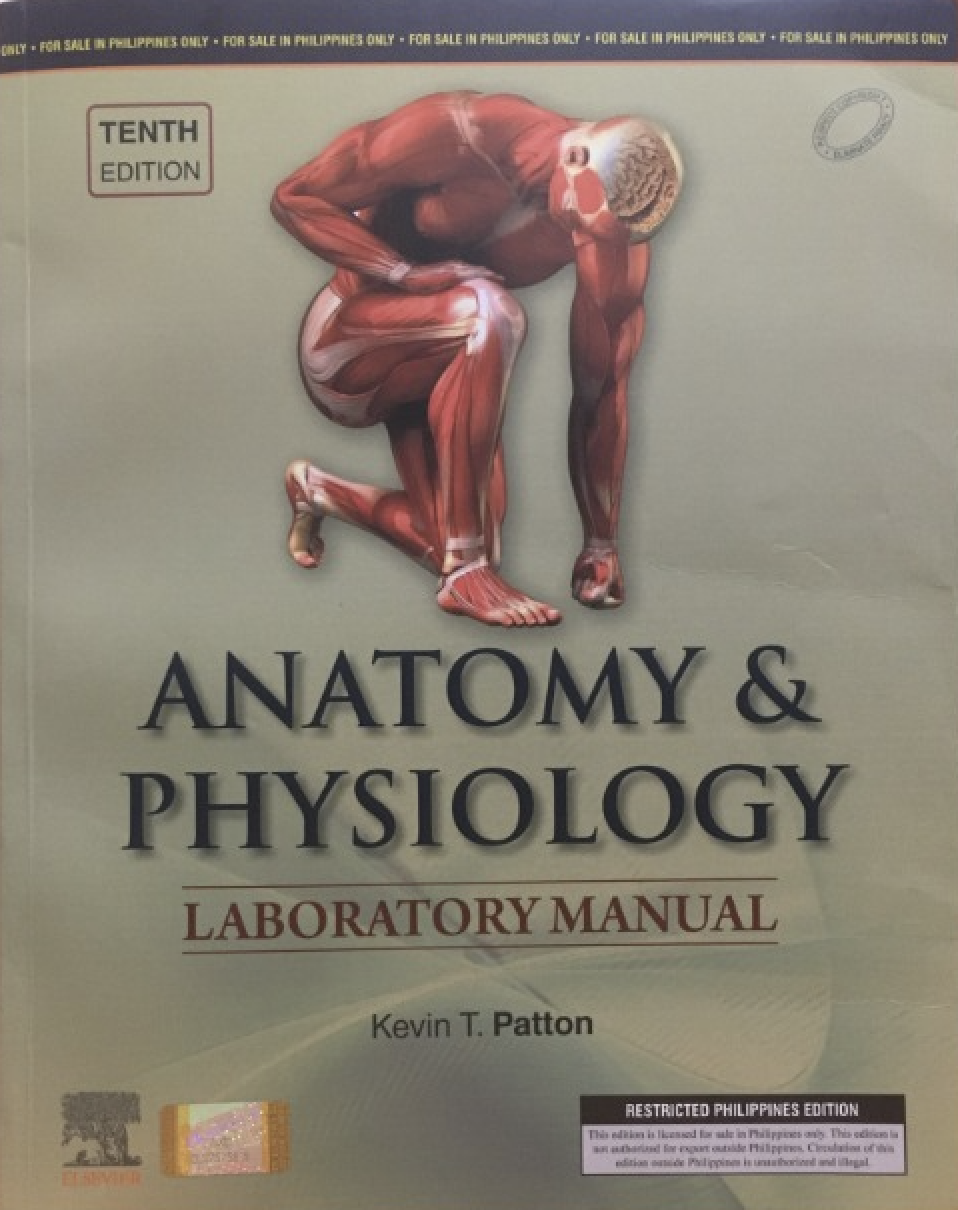 ONLY • FOR SALE IN PHILIPPINES ONLY • FOR SALE IN PHILIPPINES ONLY • FOR SALE IN PHILIPPINES ONLY • FOR SALE IN PHILIPPINES ONLY • FOR SALE IN PHILIPPINES ONLY
TENTH
EDITION
ANATOMY &
PHYSIOLOGY
LABORATORY MANUAL
Kevin T. Patton
ELSEVIER
RESTRICTED PHILIPPINES EDITION
This edition is licensed for sale in Philippines only. This edition is
not authorized for export outside Philippines. Circulation of this
edition outside Philippines is unauthorized and illegal.